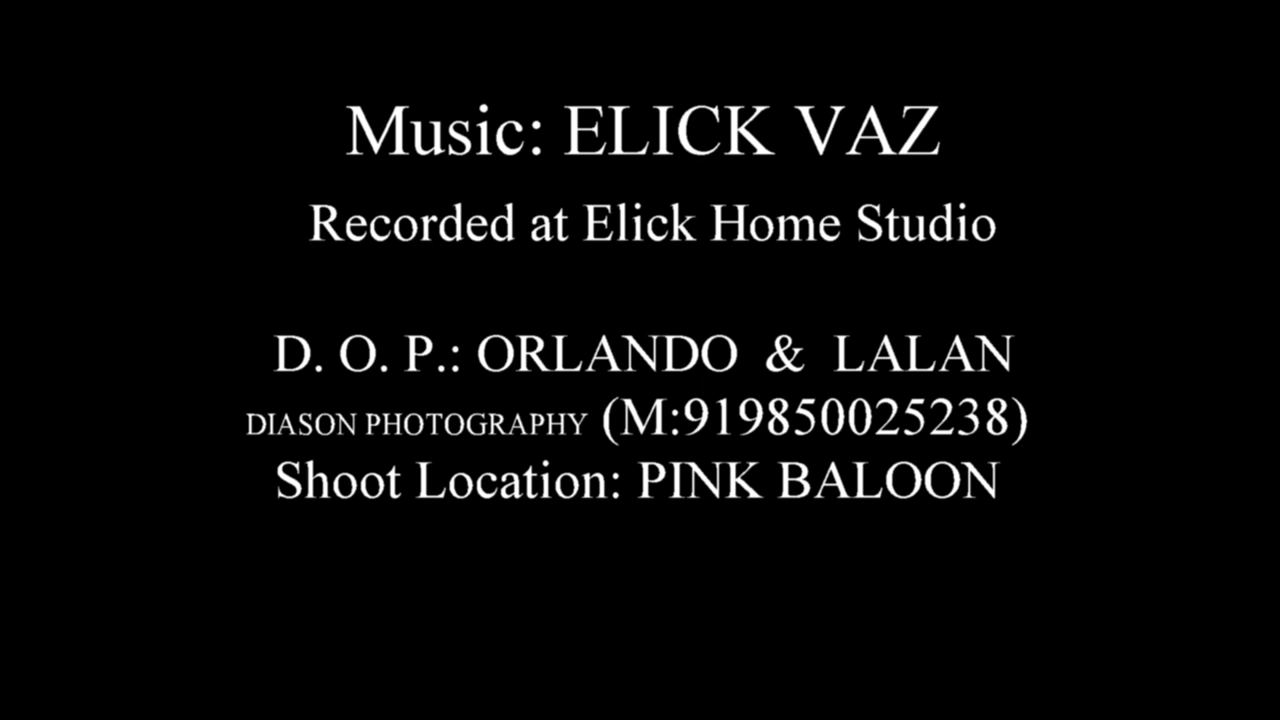 Music: ELICK VAZ
Recorded at Elick Home Studio
D. O. P.: ORLANDO & LALAN
DIASON PHOTOGRAPHY (M:919850025238)
Shoot Location: PINK BALOON